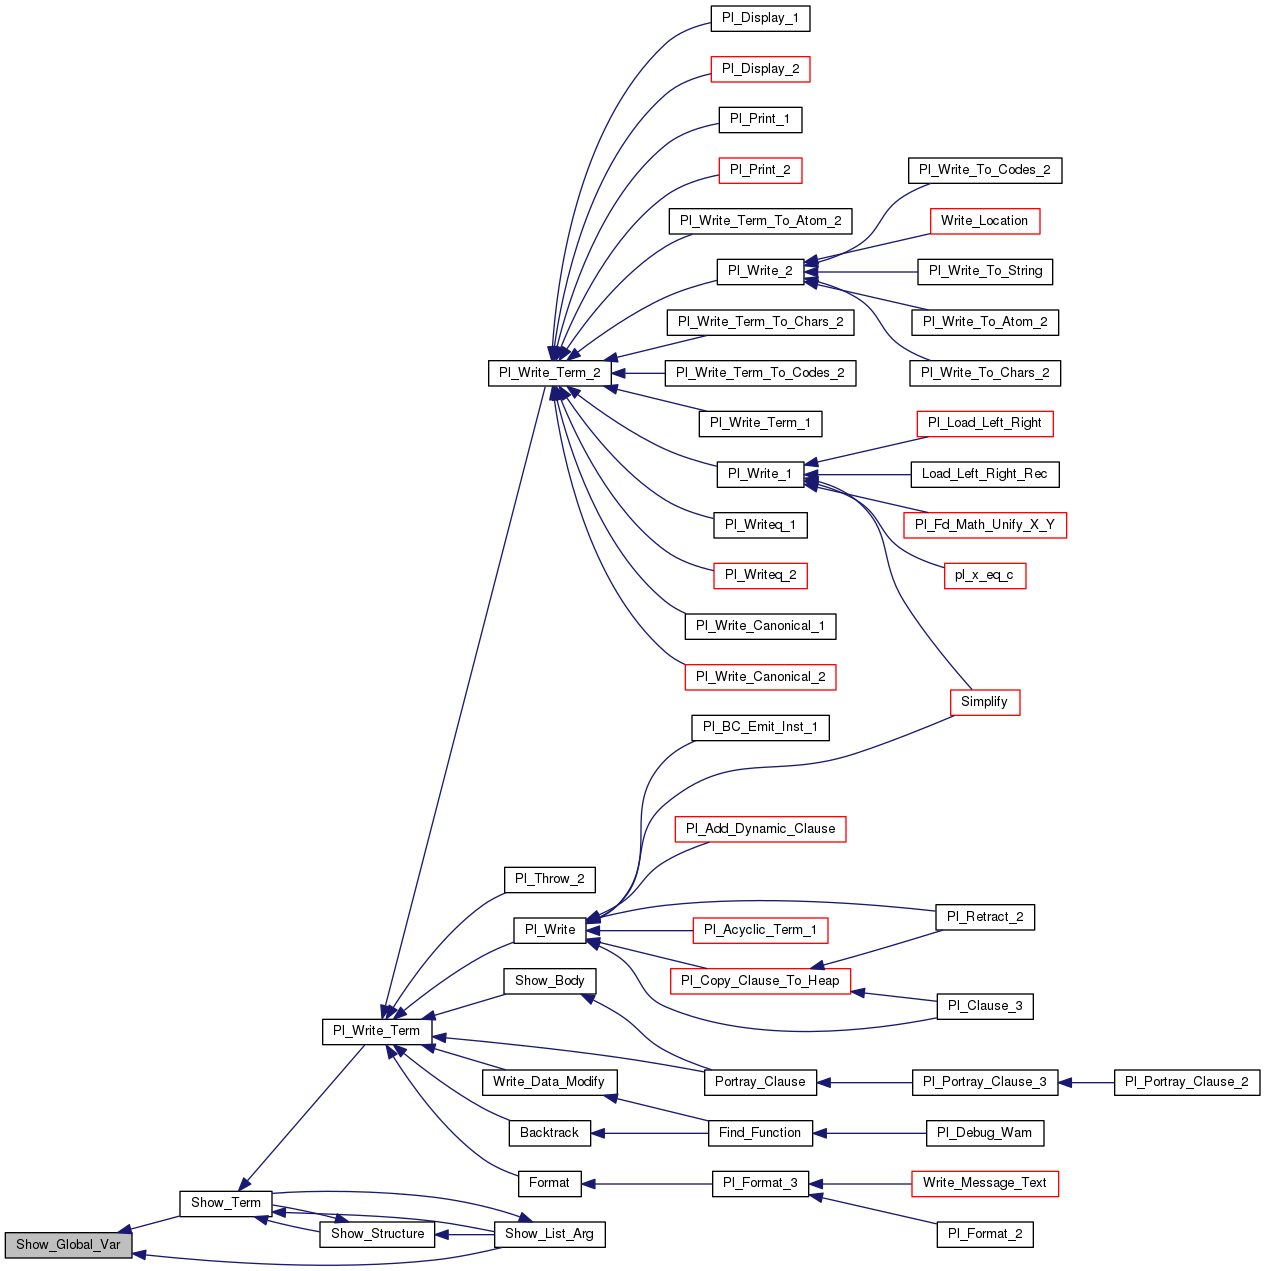 Pl_Display_1
Pl_Display_2
Pl_Print_1
Pl_Print_2
Pl_Write_To_Codes_2
Pl_Write_Term_To_Atom_2
Write_Location
Pl_Write_2
Pl_Write_To_String
Pl_Write_Term_To_Chars_2
Pl_Write_To_Atom_2
Pl_Write_Term_2
Pl_Write_Term_To_Codes_2
Pl_Write_To_Chars_2
Pl_Write_Term_1
Pl_Load_Left_Right
Pl_Write_1
Load_Left_Right_Rec
Pl_Writeq_1
Pl_Fd_Math_Unify_X_Y
Pl_Writeq_2
pl_x_eq_c
Pl_Write_Canonical_1
Pl_Write_Canonical_2
Simplify
Pl_BC_Emit_Inst_1
Pl_Add_Dynamic_Clause
Pl_Throw_2
Pl_Retract_2
Pl_Write
Pl_Acyclic_Term_1
Show_Body
Pl_Copy_Clause_To_Heap
Pl_Clause_3
Pl_Write_Term
Write_Data_Modify
Portray_Clause
Pl_Portray_Clause_3
Pl_Portray_Clause_2
Backtrack
Find_Function
Pl_Debug_Wam
Format
Pl_Format_3
Write_Message_Text
Show_Term
Show_Structure
Show_List_Arg
Pl_Format_2
Show_Global_Var